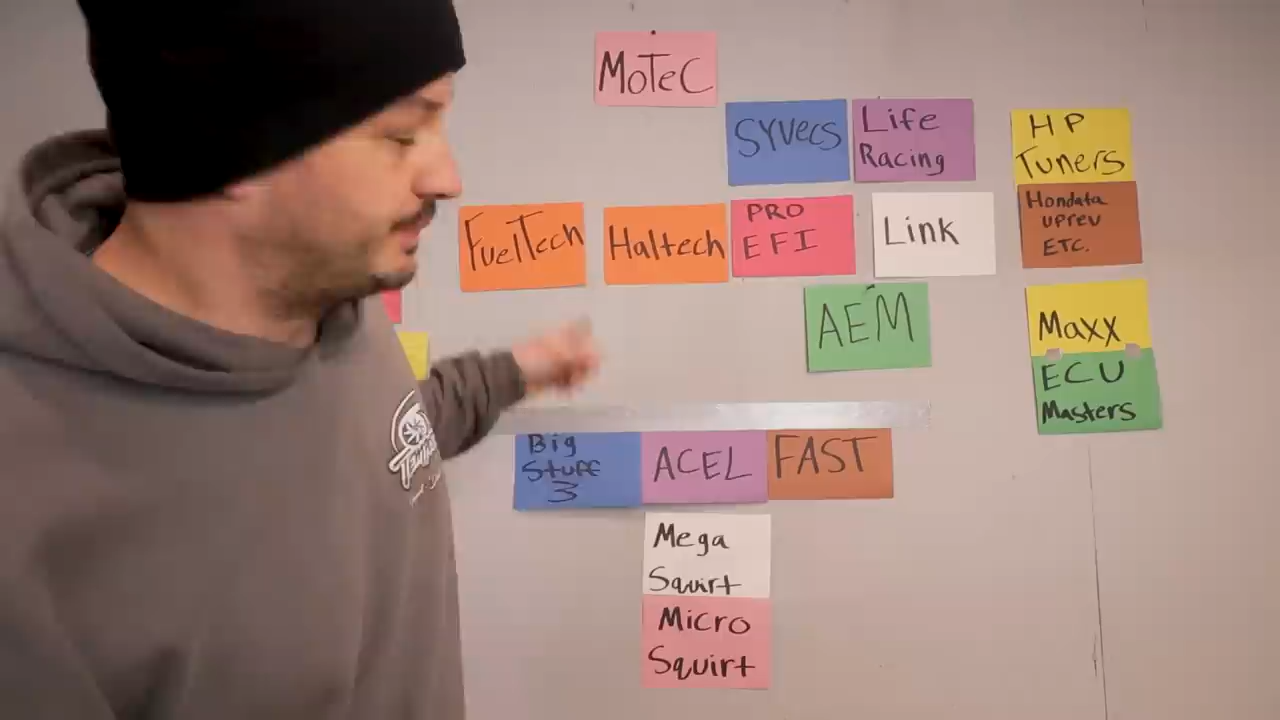 MoTeC
SYVecS
Life
Racing
HP
Tuners
Hondata
uprev
ETC.
FuelTech
Haltech
PRO
EFI
Link
AEM
Maxx
ECU
Masters
Big
Stuff
3
ACEL
FAST
Mega
Squirt
Micro
Squirt